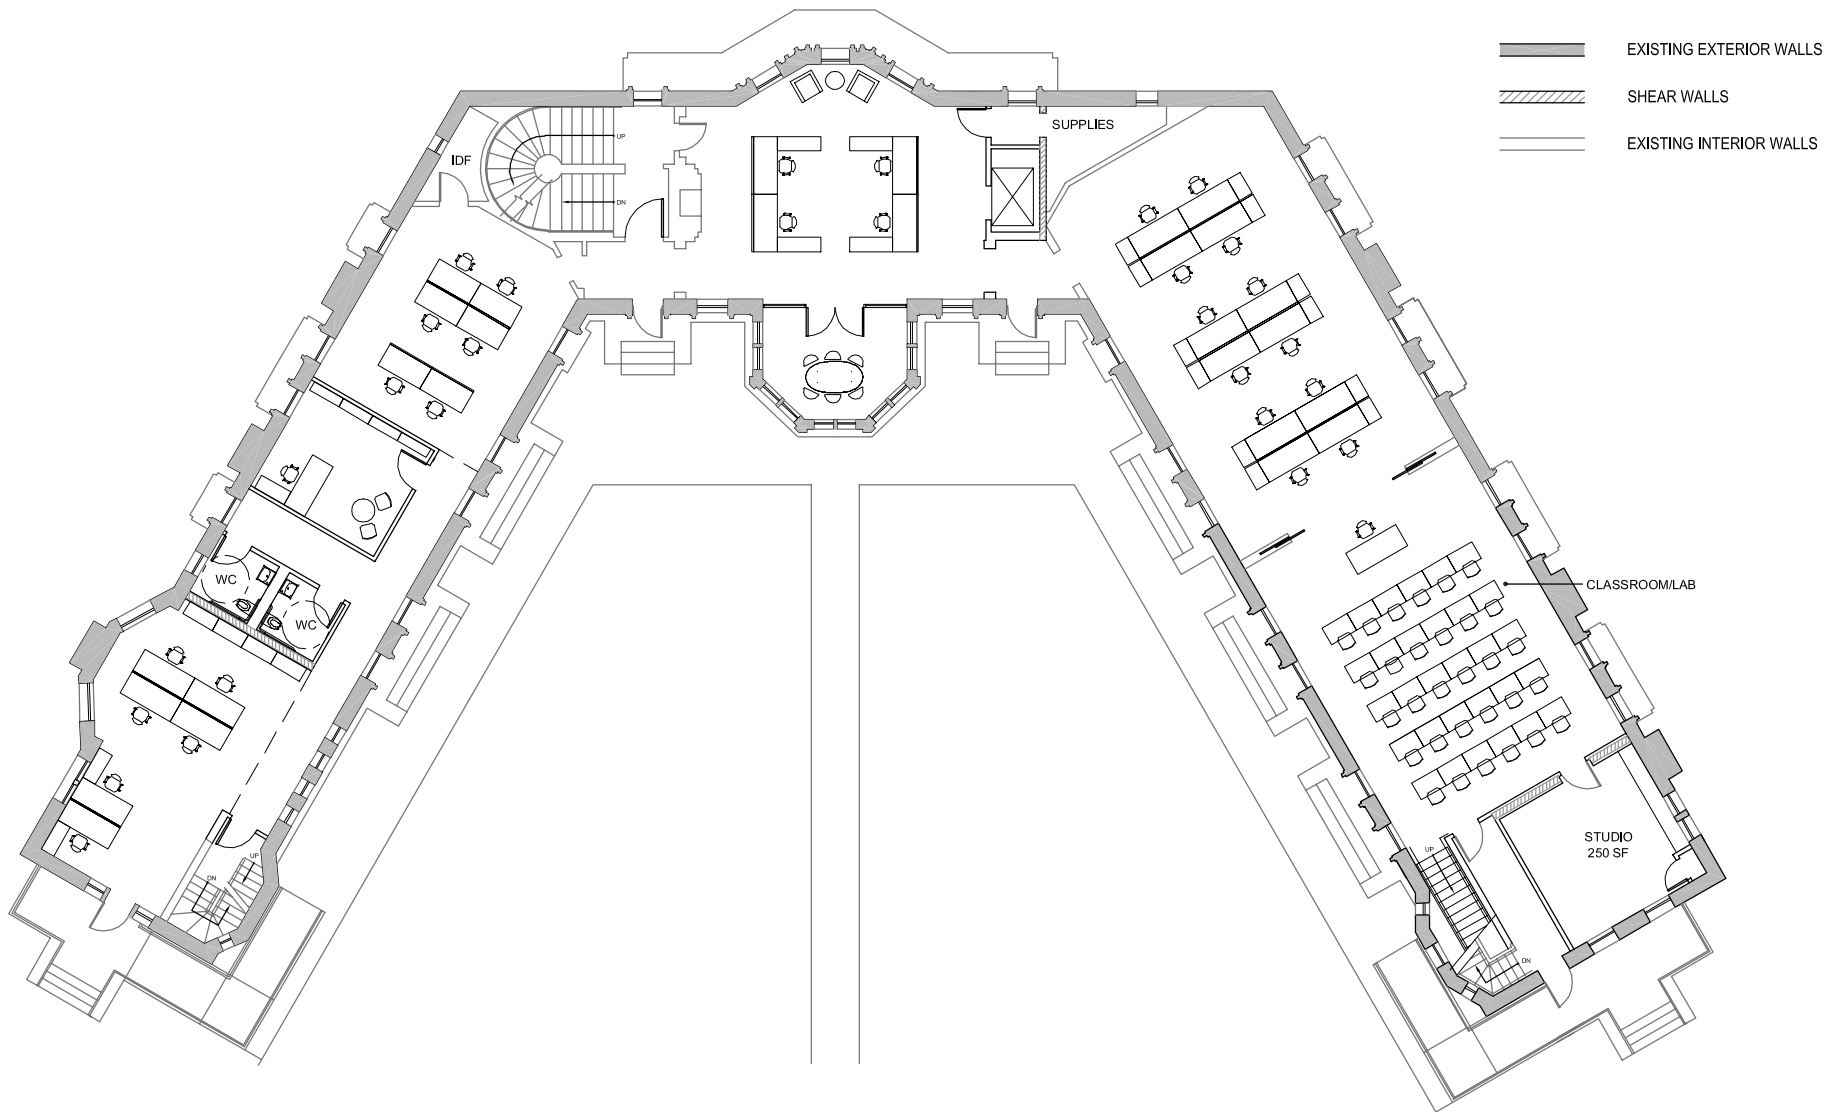 EXISTING EXTERIOR WALLS
SHEAR WALLS
EXISTING INTERIOR WALLS
SUPPLIES
UP
IDF
DN
WC
WC
CLASSROOM/LAB
STUDIO
250 SF
UP
DN
UP
DN